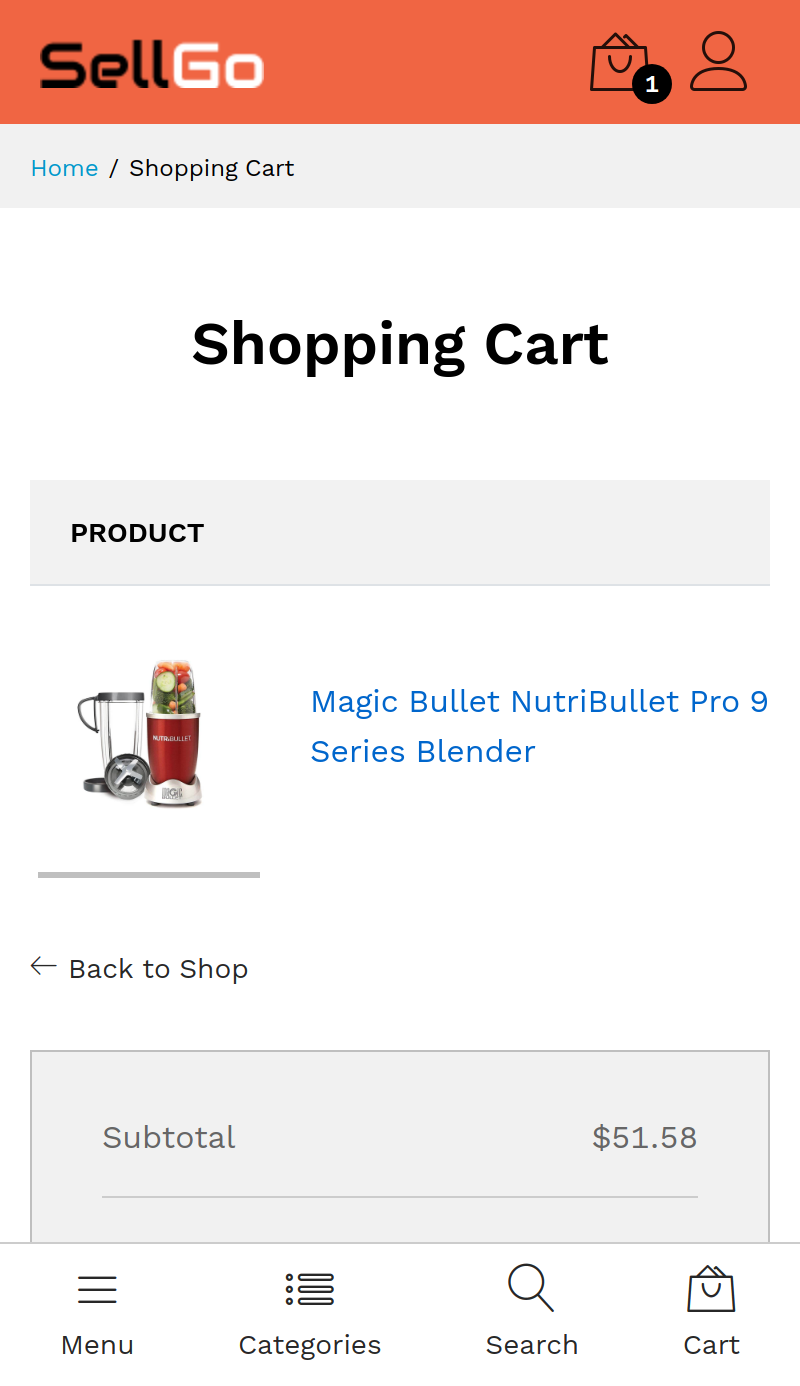 SellGo
1
Home / Shopping Cart
Shopping Cart
PRODUCT
NUTRIBULLET
Magic Bullet NutriBullet Pro 9
Series Blender
Back to Shop
Subtotal $51.58
Menu Categories Search Cart